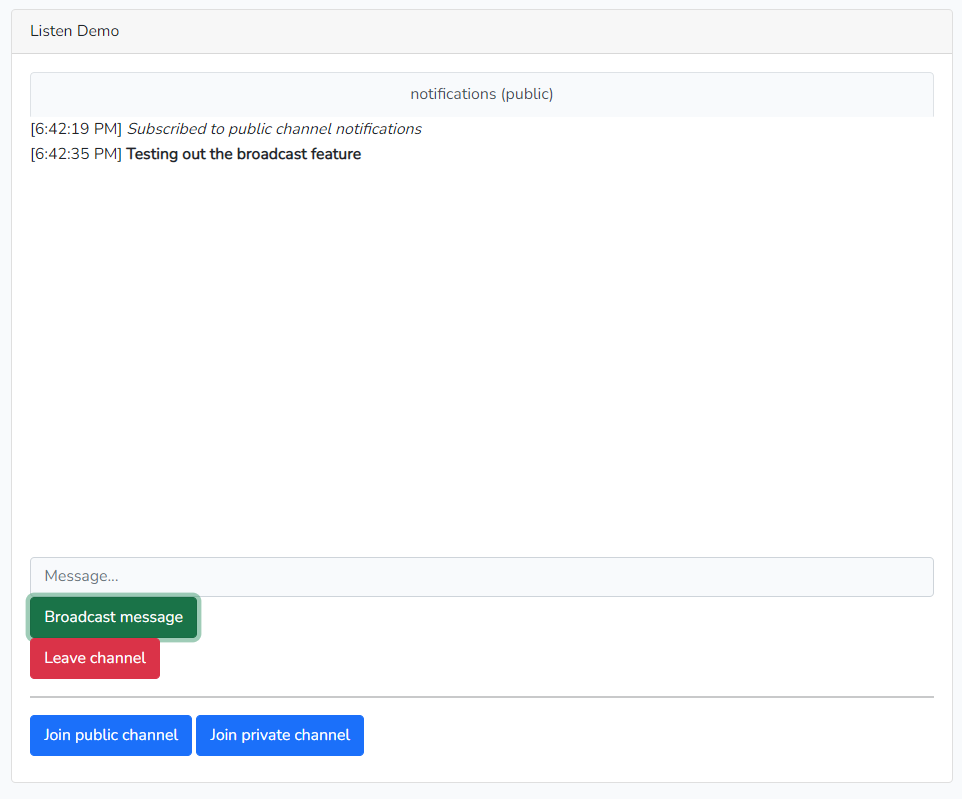 Listen Demo
notifications (public)
[6:42:19 PM] Subscribed to public channel notifications
[6:42:35 PM] Testing out the broadcast feature
Message...
Broadcast message
Leave channel
Join public channel Join private channel